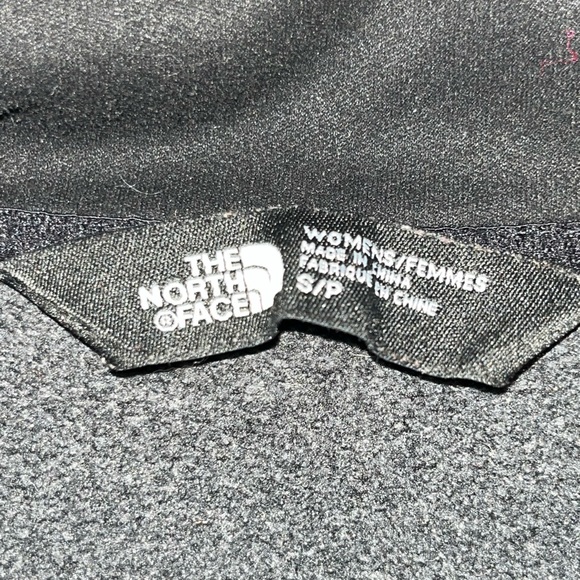 THE
NORTH
FACE
WOMENS/FEMMES
MADE IN CHINA
FABRIQUE EN CHINE
S/P